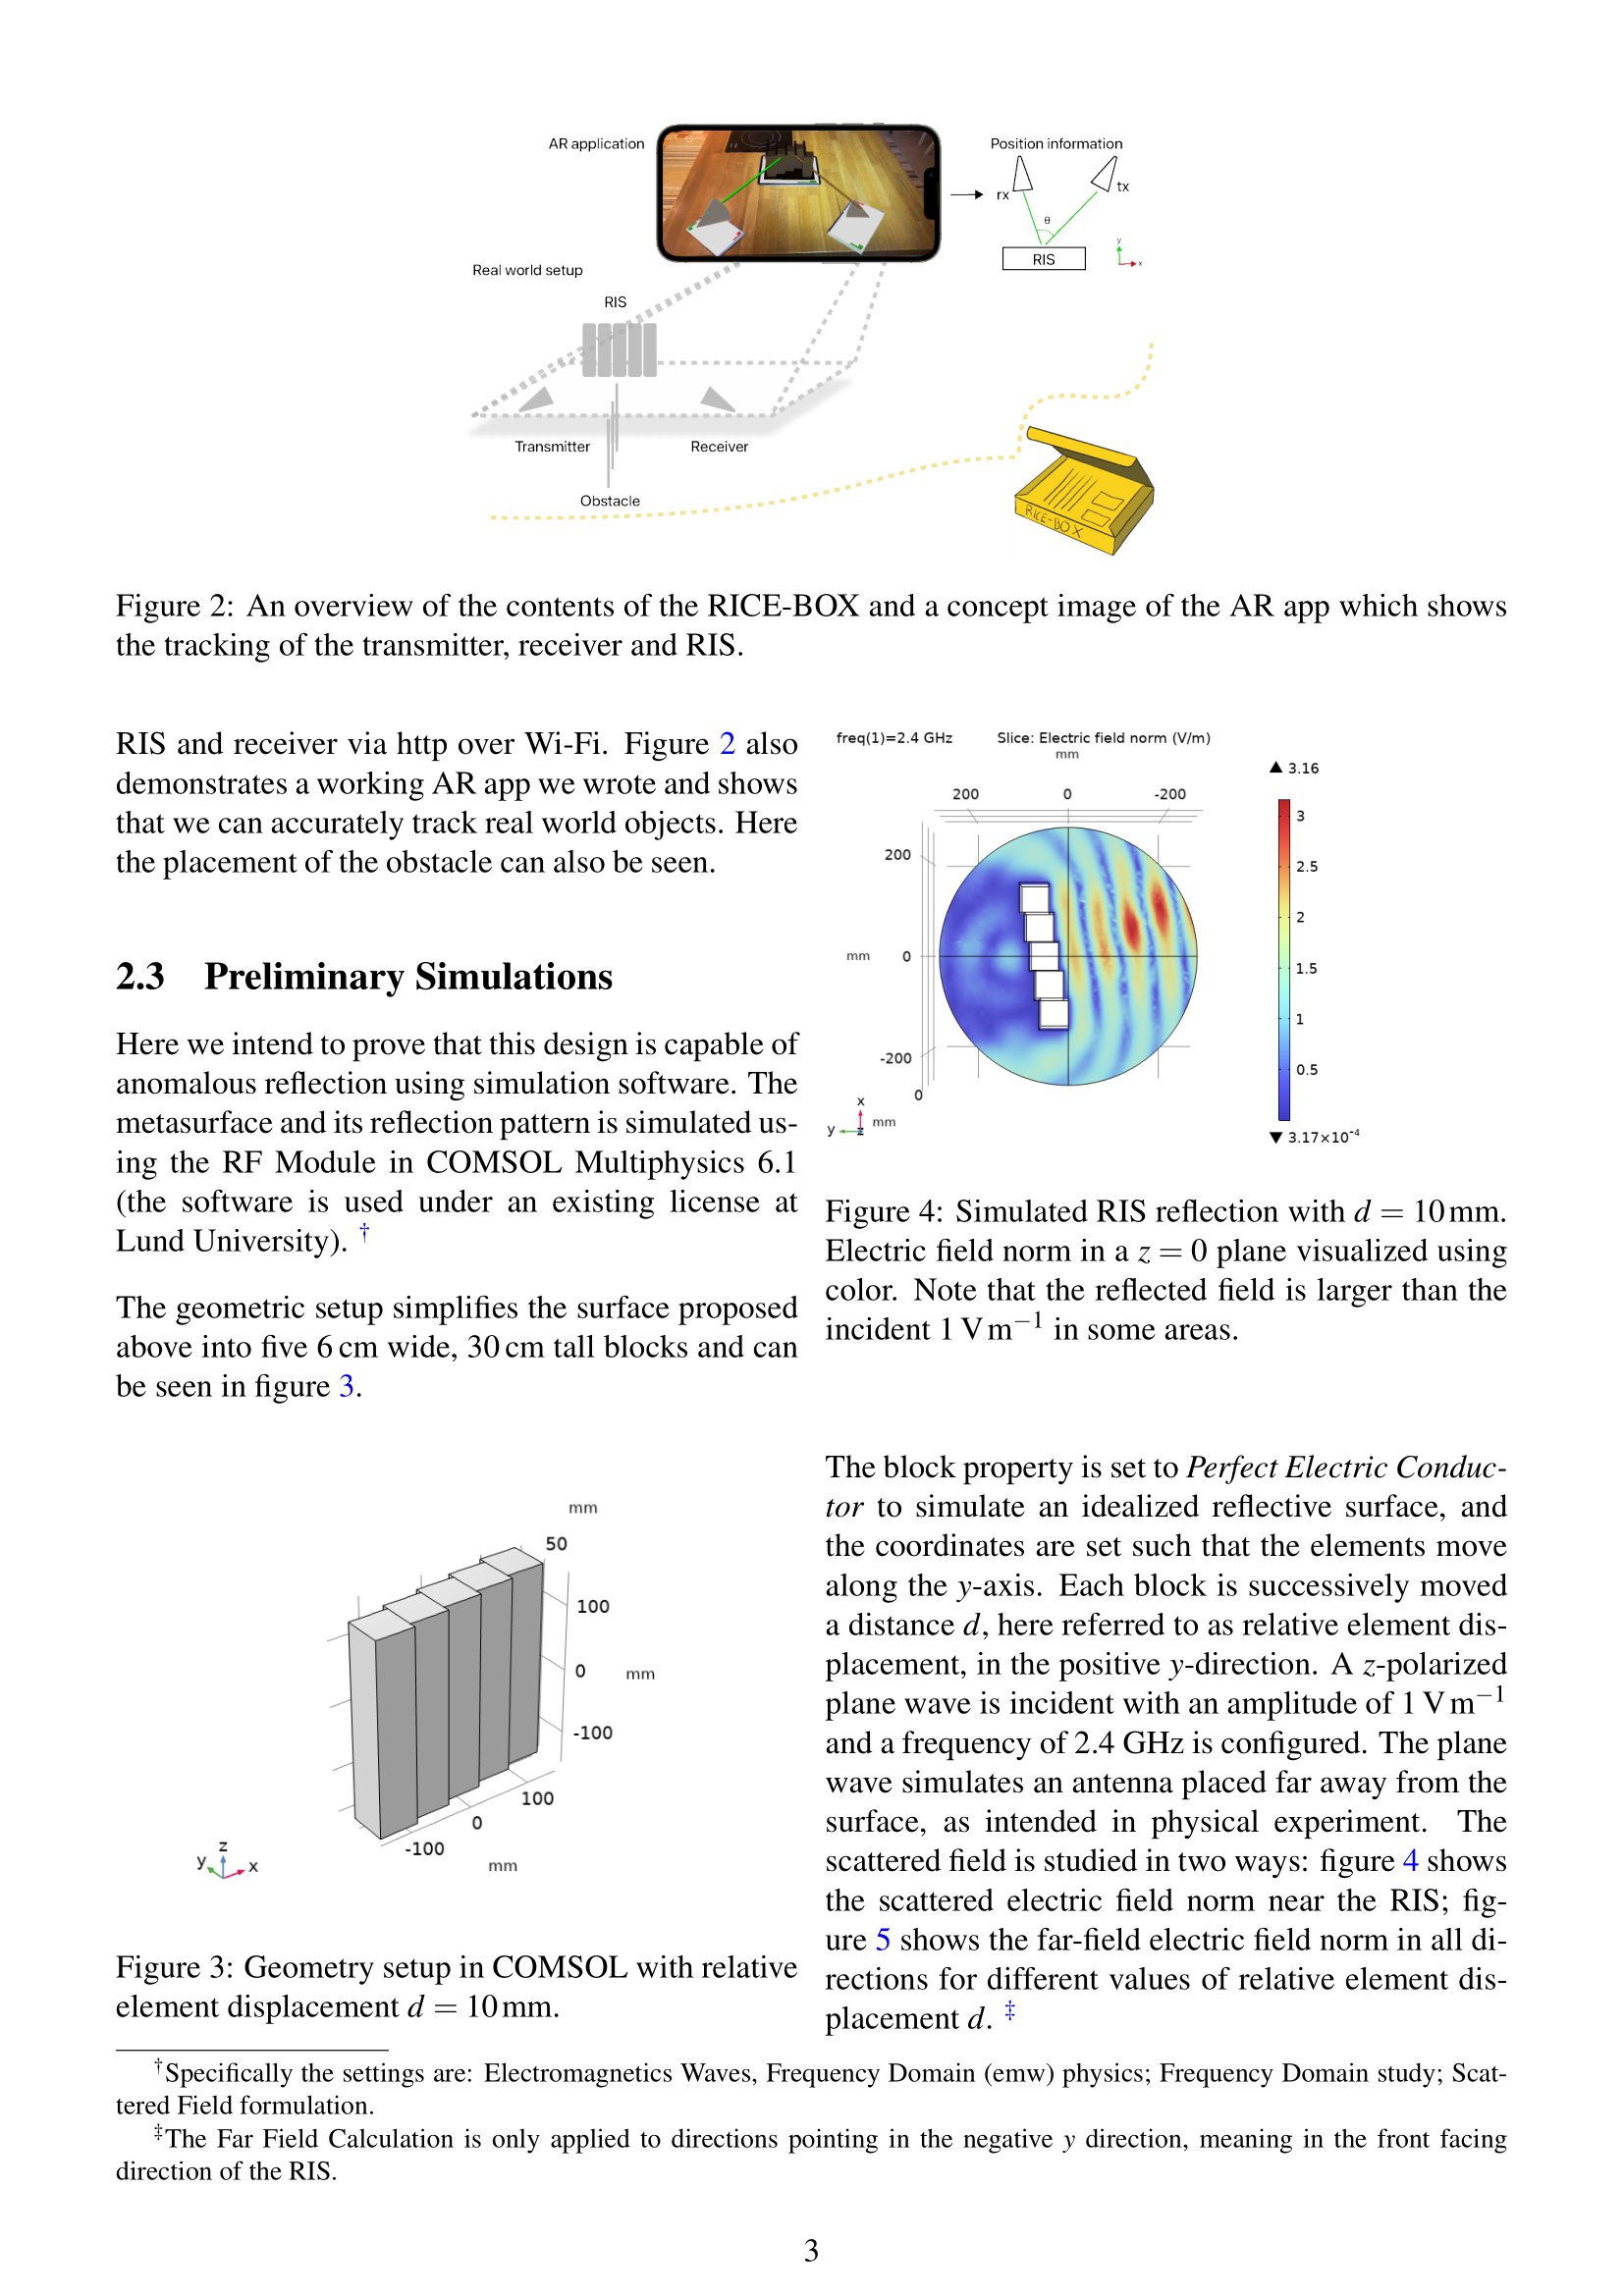 AR application
Position information
rx
tx
θ
RIS
y
x
Real world setup
RIS
Transmitter
Receiver
Obstacle
RICE-BOX
Figure 2: An overview of the contents of the RICE-BOX and a concept image of the AR app which shows
the tracking of the transmitter, receiver and RIS.
RIS and receiver via http over Wi-Fi. Figure 2 also
demonstrates a working AR app we wrote and shows
that we can accurately track real world objects. Here
the placement of the obstacle can also be seen.
2.3 Preliminary Simulations
Here we intend to prove that this design is capable of
anomalous reflection using simulation software. The
metasurface and its reflection pattern is simulated us-
ing the RF Module in COMSOL Multiphysics 6.1
(the software is used under an existing license at
Lund University). †
The geometric setup simplifies the surface proposed
above into five 6 cm wide, 30 cm tall blocks and can
be seen in figure 3.
mm
50
100
0
mm
-100
100
0
-100
mm
z
y
x
Figure 3: Geometry setup in COMSOL with relative
element displacement d = 10 mm.
freq(1)=2.4 GHz Slice: Electric field norm (V/m)
mm
200 0 -200
200
mm 0
-200
0
x
y z mm
▲ 3.16
3
2.5
2
1.5
1
0.5
▼ 3.17×10⁻⁴
Figure 4: Simulated RIS reflection with d = 10 mm.
Electric field norm in a z = 0 plane visualized using
color. Note that the reflected field is larger than the
incident 1 V m⁻¹ in some areas.
The block property is set to Perfect Electric Conduc-
tor to simulate an idealized reflective surface, and
the coordinates are set such that the elements move
along the y-axis. Each block is successively moved
a distance d, here referred to as relative element dis-
placement, in the positive y-direction. A z-polarized
plane wave is incident with an amplitude of 1 V m⁻¹
and a frequency of 2.4 GHz is configured. The plane
wave simulates an antenna placed far away from the
surface, as intended in physical experiment. The
scattered field is studied in two ways: figure 4 shows
the scattered electric field norm near the RIS; fig-
ure 5 shows the far-field electric field norm in all di-
rections for different values of relative element dis-
placement d. ‡
†Specifically the settings are: Electromagnetics Waves, Frequency Domain (emw) physics; Frequency Domain study; Scat-
tered Field formulation.
‡The Far Field Calculation is only applied to directions pointing in the negative y direction, meaning in the front facing
direction of the RIS.
3